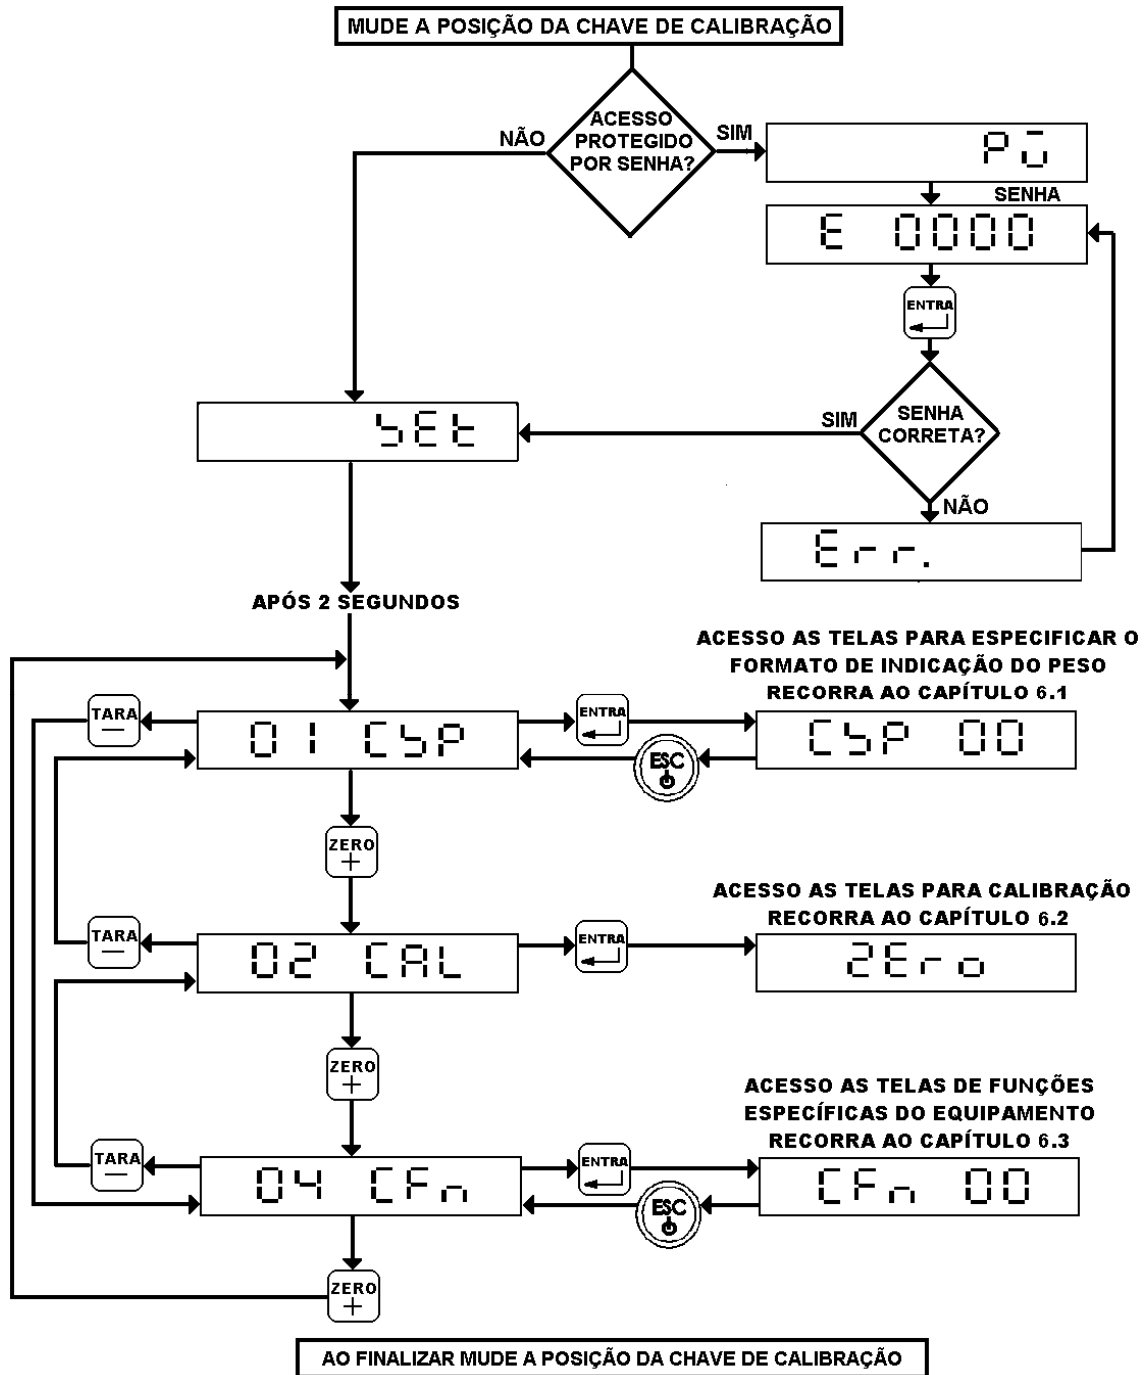 MUDE A POSIÇÃO DA CHAVE DE CALIBRAÇÃO
ACESSO
PROTEGIDO
POR SENHA?
NÃO
SIM
PW
SENHA
E 0000
ENTRA
SENHA
CORRETA?
SIM
NÃO
Err.
SEt
APÓS 2 SEGUNDOS
ACESSO AS TELAS PARA ESPECIFICAR O
FORMATO DE INDICAÇÃO DO PESO
RECORRA AO CAPÍTULO 6.1
TARA
—
01 CSP
ENTRA
ESC
CSP 00
ZERO
+
ACESSO AS TELAS PARA CALIBRAÇÃO
RECORRA AO CAPÍTULO 6.2
TARA
—
02 CAL
ENTRA
ZEro
ZERO
+
ACESSO AS TELAS DE FUNÇÕES
ESPECÍFICAS DO EQUIPAMENTO
RECORRA AO CAPÍTULO 6.3
TARA
—
04 CFn
ENTRA
ESC
CFn 00
ZERO
+
AO FINALIZAR MUDE A POSIÇÃO DA CHAVE DE CALIBRAÇÃO